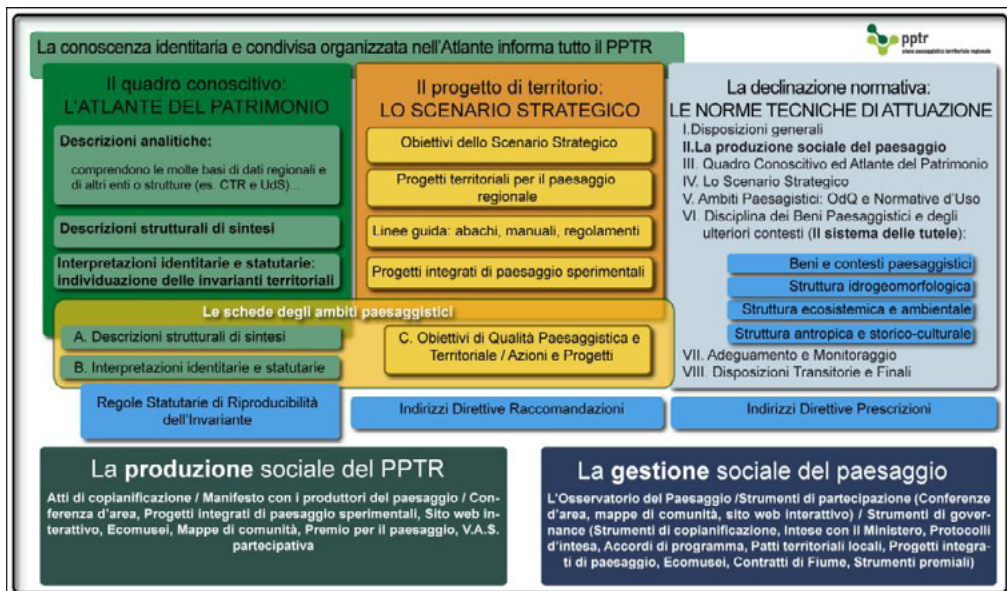 La conoscenza identitaria e condivisa organizzata nell'Atlante informa tutto il PPTR
pptr
piano paesaggistico territoriale regionale
Il quadro conoscitivo:
L'ATLANTE DEL PATRIMONIO
Descrizioni analitiche:
comprendono le molte basi di dati regionali e
di altri enti o strutture (es. CTR e UdS)...
Descrizioni strutturali di sintesi
Interpretazioni identitarie e statutarie:
individuazione delle invarianti territoriali
Il progetto di territorio:
LO SCENARIO STRATEGICO
Obiettivi dello Scenario Strategico
Progetti territoriali per il paesaggio
regionale
Linee guida: abachi, manuali, regolamenti
Progetti integrati di paesaggio sperimentali
La declinazione normativa:
LE NORME TECNICHE DI ATTUAZIONE
I.Disposizioni generali
II.La produzione sociale del paesaggio
III. Quadro Conoscitivo ed Atlante del Patrimonio
IV. Lo Scenario Strategico
V. Ambiti Paesagistici: OdQ e Normative d'Uso
VI. Disciplina dei Beni Paesaggistici e degli
ulteriori contesti (Il sistema delle tutele):
Beni e contesti paesaggistici
Struttura idrogeomorfologica
Struttura ecosistemica e ambientale
Struttura antropica e storico-culturale
VII. Adeguamento e Monitoraggio
VIII. Disposizioni Transitorie e Finali
Le schede degli ambiti paesaggistici
A. Descrizioni strutturali di sintesi
B. Interpretazioni identitarie e statutarie
C. Obiettivi di Qualità Paesaggistica e
Territoriale / Azioni e Progetti
Regole Statutarie di Riproducibilità
dell'Invariante
Indirizzi Direttive Raccomandazioni
Indirizzi Direttive Prescrizioni
La produzione sociale del PPTR
Atti di copianificazione / Manifesto con i produttori del paesaggio / Con-
ferenza d'area, Progetti integrati di paesaggio sperimentali, Sito web in-
terattivo, Ecomusei, Mappe di comunità, Premio per il paesaggio, V.A.S.
partecipativa
La gestione sociale del paesaggio
L'Osservatorio del Paesaggio /Strumenti di partecipazione (Conferenze
d'area, mappe di comunità, sito web interattivo) / Strumenti di gover-
nance (Strumenti di copianificazione, Intese con il Ministero, Protocolli
d'intesa, Accordi di programma, Patti territoriali locali, Progetti integra-
ti di paesaggio, Ecomusei, Contratti di Fiume, Strumenti premiali)